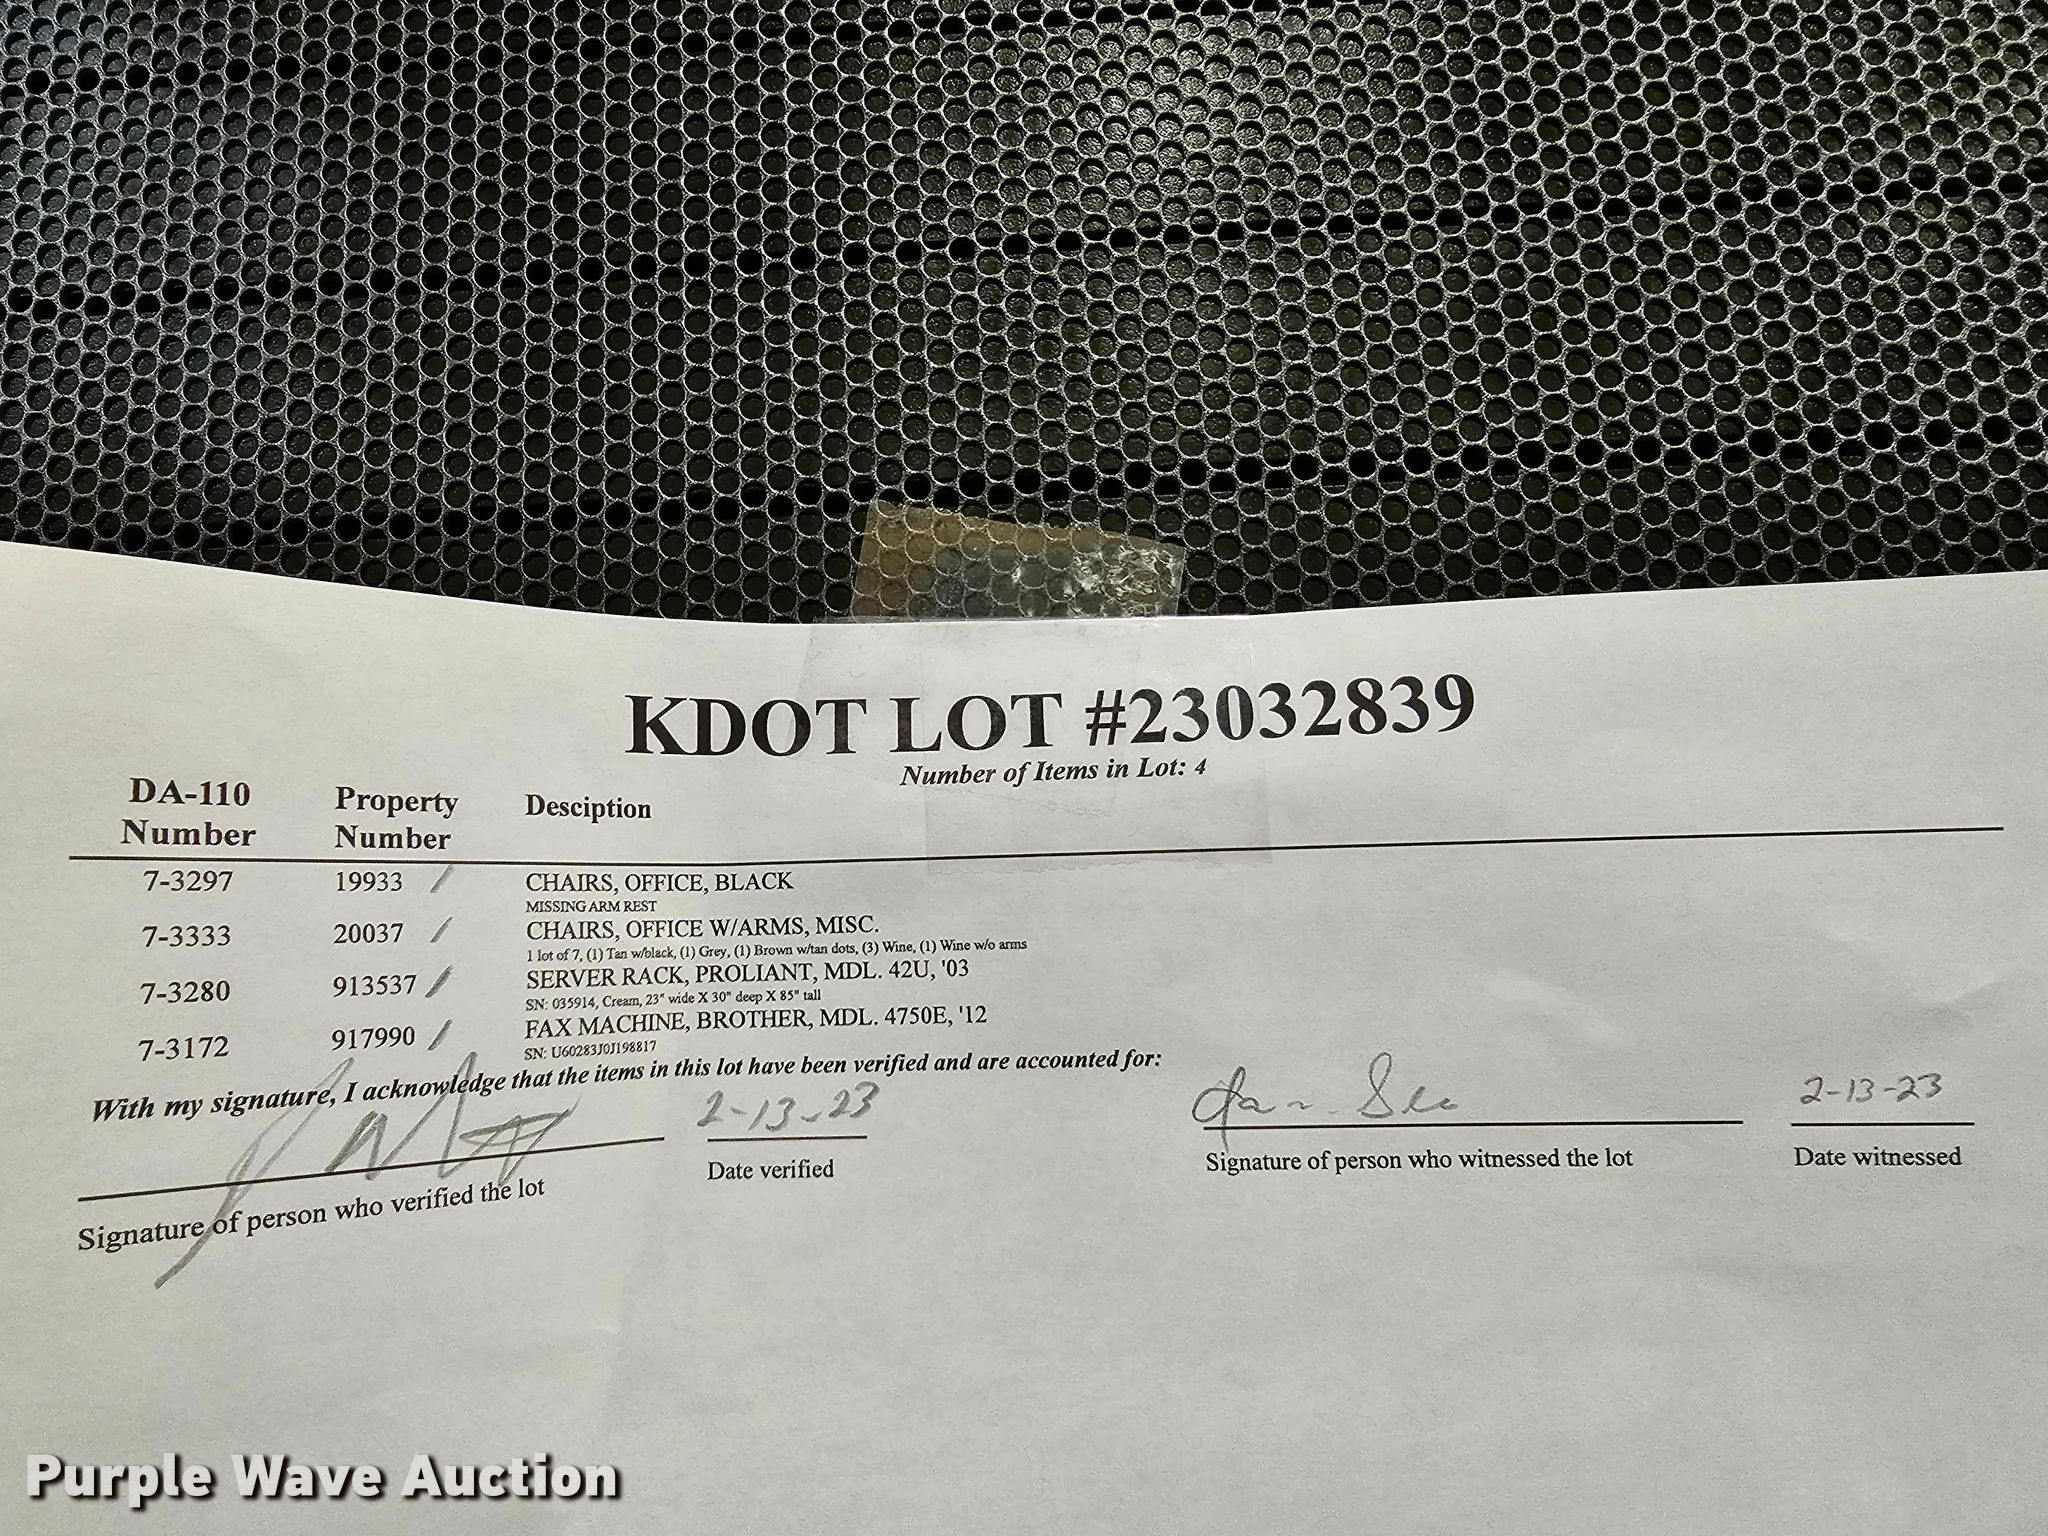 KDOT LOT #23032839
Number of Items in Lot: 4
DA-110 Number
Property Number
Desciption
7-3297 19933 CHAIRS, OFFICE, BLACK
MISSING ARM REST
7-3333 20037 CHAIRS, OFFICE W/ARMS, MISC.
1 lot of 7, (1) Tan w/black, (1) Grey, (1) Brown w/tan dots, (3) Wine, (1) Wine w/o arms
7-3280 913537 SERVER RACK, PROLIANT, MDL. 42U, '03
SN: 035914, Cream, 23" wide X 30" deep X 85" tall
7-3172 917990 FAX MACHINE, BROTHER, MDL. 4750E, '12
SN: U60283J0J198817
With my signature, I acknowledge that the items in this lot have been verified and are accounted for:
2-13-23 2-13-23
Signature of person who verified the lot Date verified Signature of person who witnessed the lot Date witnessed
Purple Wave Auction